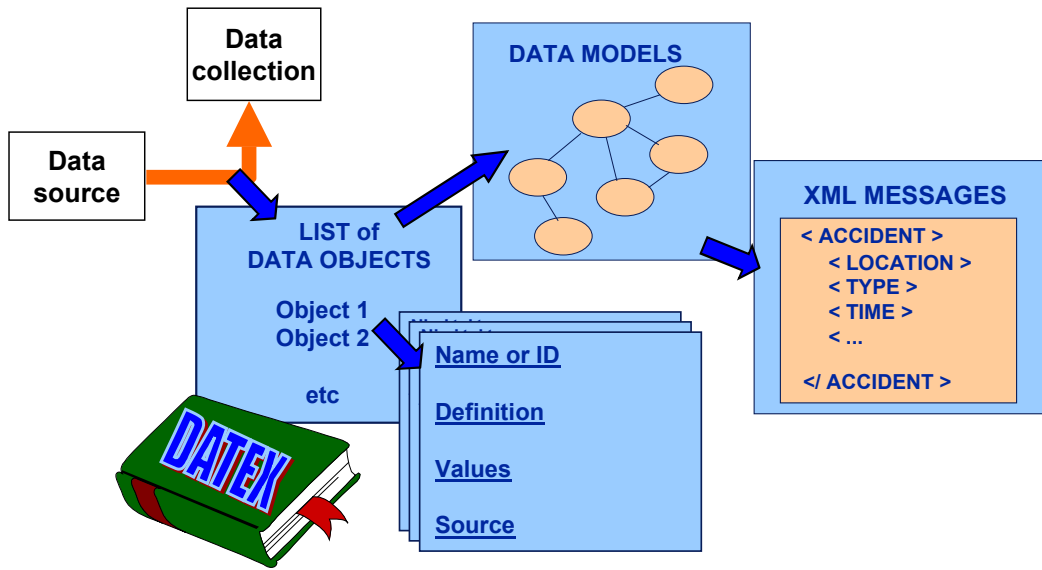 Data
collection
Data
source
DATA MODELS
LIST of
DATA OBJECTS
Object 1
Object 2
etc
Name or ID
Definition
Values
Source
XML MESSAGES
< ACCIDENT >
< LOCATION >
< TYPE >
< TIME >
< ...
</ ACCIDENT >
DATEX